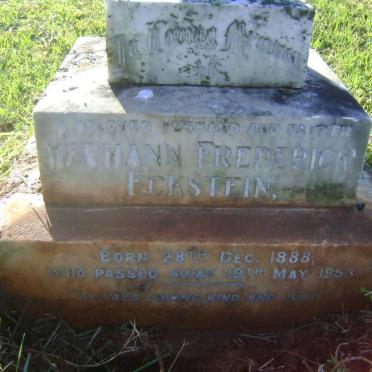 In Loving Memory
OF
BELOVED HUSBAND AND FATHER
HERMANN FREDERICK
ECKSTEIN,
BORN 28TH DEC. 1888,
WHO PASSED AWAY 19TH MAY 1953
"ALWAYS LOVING, KIND AND JUST"